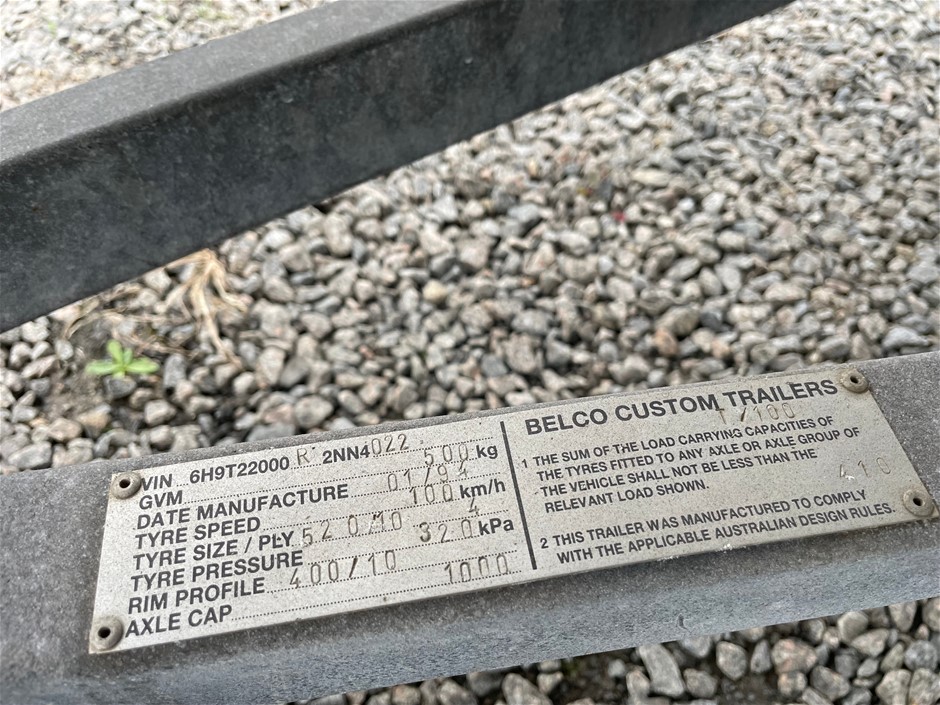 VIN 6H9T22000 R 2NN4022
GVM 500 kg
DATE MANUFACTURE 01/94
TYRE SPEED 100 km/h
TYRE SIZE / PLY 520/10 4
TYRE PRESSURE 320 kPa
RIM PROFILE 400/10
AXLE CAP 1000
BELCO CUSTOM TRAILERS
T/100
1 THE SUM OF THE LOAD CARRYING CAPACITIES OF
THE TYRES FITTED TO ANY AXLE OR AXLE GROUP OF
THE VEHICLE SHALL NOT BE LESS THAN THE
RELEVANT LOAD SHOWN. 410
2 THIS TRAILER WAS MANUFACTURED TO COMPLY
WITH THE APPLICABLE AUSTRALIAN DESIGN RULES.